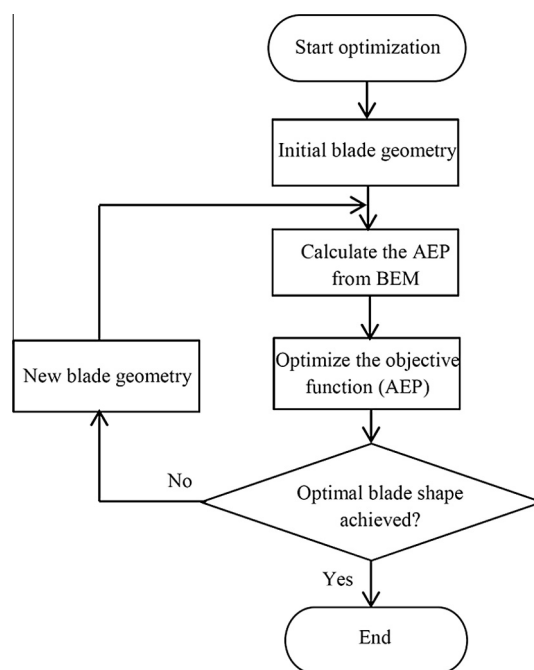 Start optimization
Initial blade geometry
Calculate the AEP
from BEM
Optimize the objective
function (AEP)
New blade geometry
No
Optimal blade shape
achieved?
Yes
End